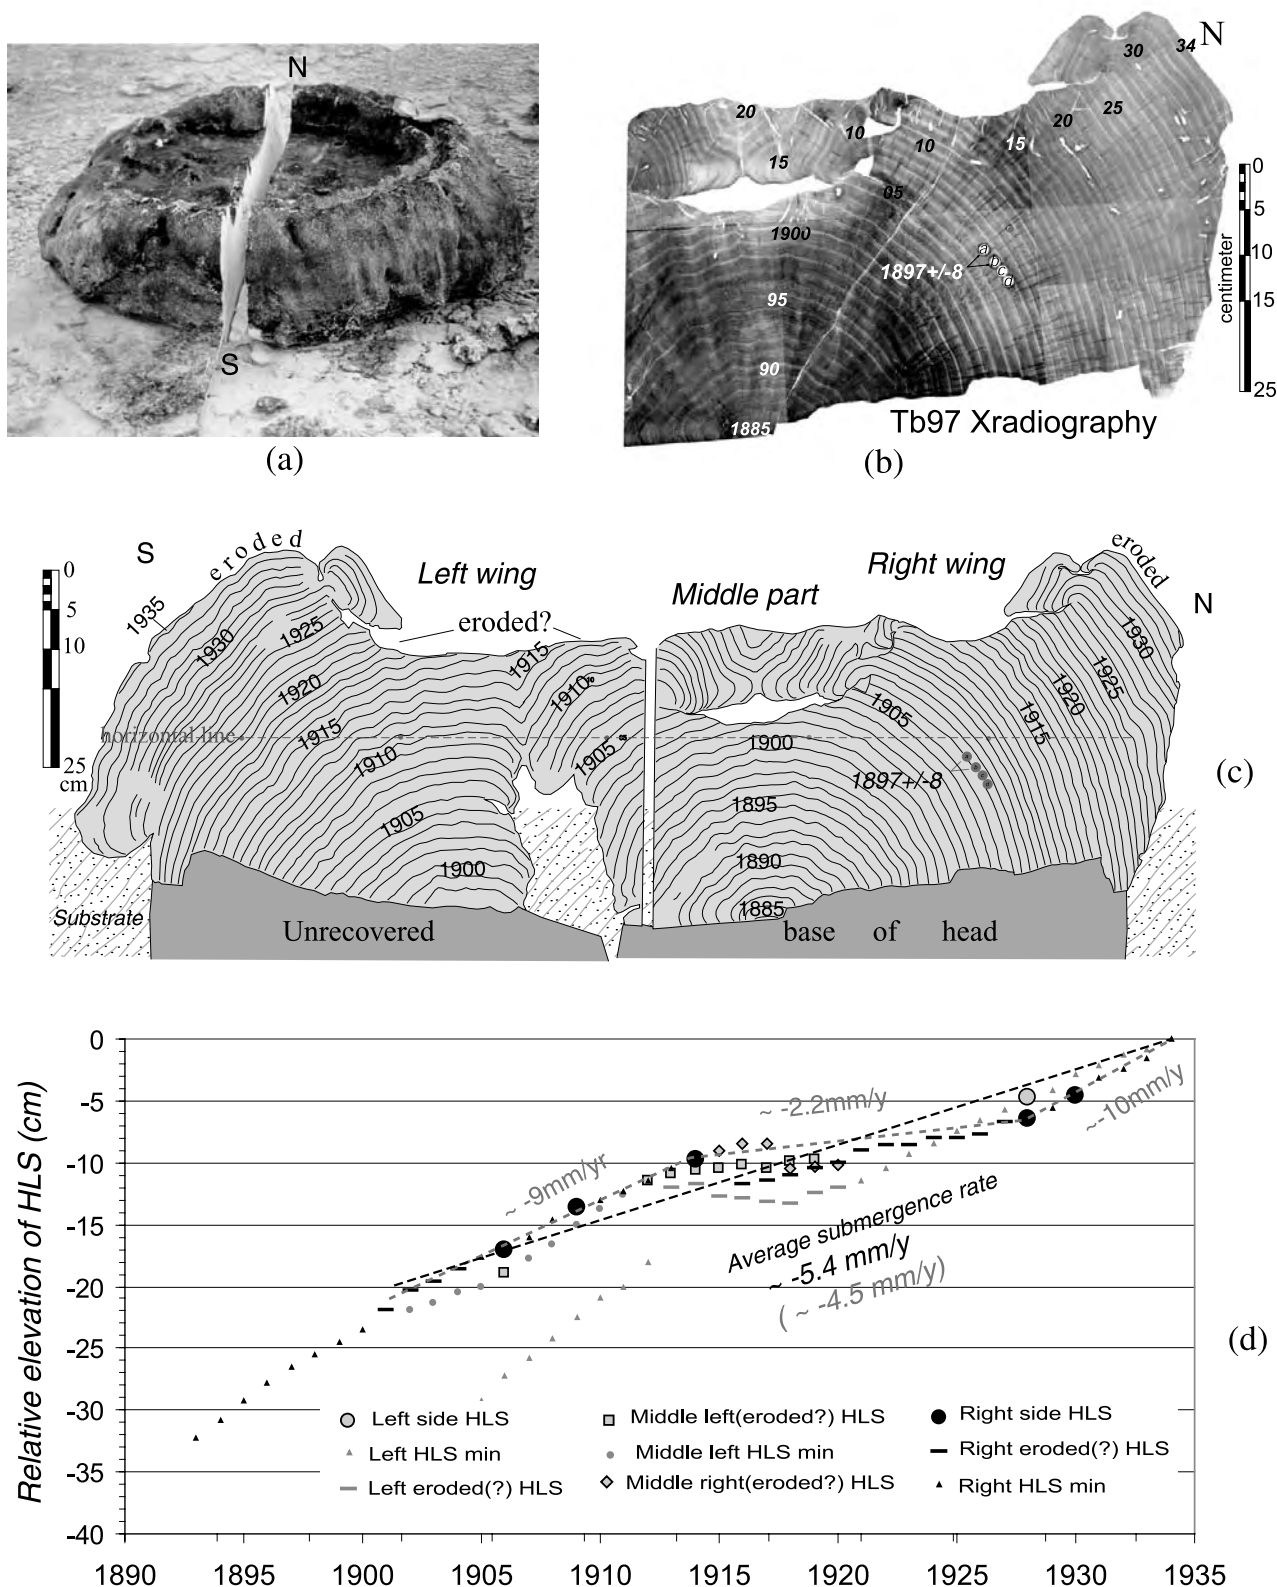 N
S
(a)
30
34
N
20
20
25
10
10
15
15
05
1900
1897+/-8
a
b
c
d
95
90
1885
0
5
10
15
25
centimeter
Tb97 Xradiography
(b)
S
eroded
Left wing
eroded?
Middle part
Right wing
eroded
N
0
5
10
25
cm
1935
1930
1925
1920
1915
1910
1905
1900
1915
1910
1905
horizontal line
1905
1900
1897+/-8
1895
1890
1885
1915
1920
1925
1930
Substrate
Unrecovered
base of head
(c)
Relative elevation of HLS (cm)
0
-5
-10
-15
-20
-25
-30
-35
-40
~ -9mm/yr
~ -2.2mm/y
~-10mm/y
Average submergence rate
~ -5.4 mm/y
( ~ -4.5 mm/y)
Left side HLS
Middle left(eroded?) HLS
Right side HLS
Left HLS min
Middle left HLS min
Right eroded(?) HLS
Left eroded(?) HLS
Middle right(eroded?) HLS
Right HLS min
1890 1895 1900 1905 1910 1915 1920 1925 1930 1935
(d)